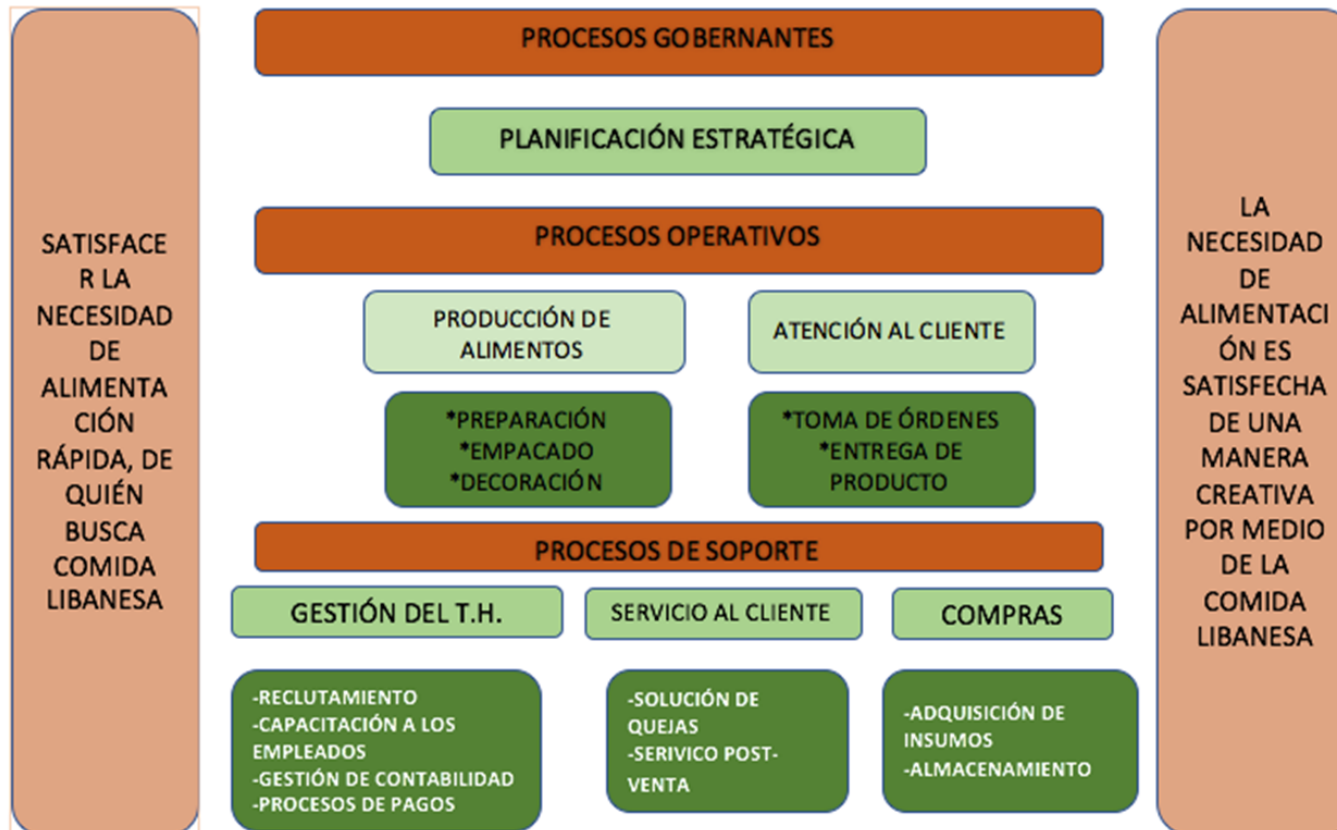 SATISFACE
R LA
NECESIDAD
DE
ALIMENTA
CIÓN
RÁPIDA, DE
QUIÉN
BUSCA
COMIDA
LIBANESA
PROCESOS GOBERNANTES
PLANIFICACIÓN ESTRATÉGICA
PROCESOS OPERATIVOS
PRODUCCIÓN DE
ALIMENTOS
ATENCIÓN AL CLIENTE
*PREPARACIÓN
*EMPACADO
*DECORACIÓN
*TOMA DE ÓRDENES
*ENTREGA DE
PRODUCTO
PROCESOS DE SOPORTE
GESTIÓN DEL T.H.
SERVICIO AL CLIENTE
COMPRAS
-RECLUTAMIENTO
-CAPACITACIÓN A LOS
EMPLEADOS
-GESTIÓN DE CONTABILIDAD
-PROCESOS DE PAGOS
-SOLUCIÓN DE
QUEJAS
-SERIVICO POST-
VENTA
-ADQUISICIÓN DE
INSUMOS
-ALMACENAMIENTO
LA
NECESIDAD
DE
ALIMENTACI
ÓN ES
SATISFECHA
DE UNA
MANERA
CREATIVA
POR MEDIO
DE LA
COMIDA
LIBANESA